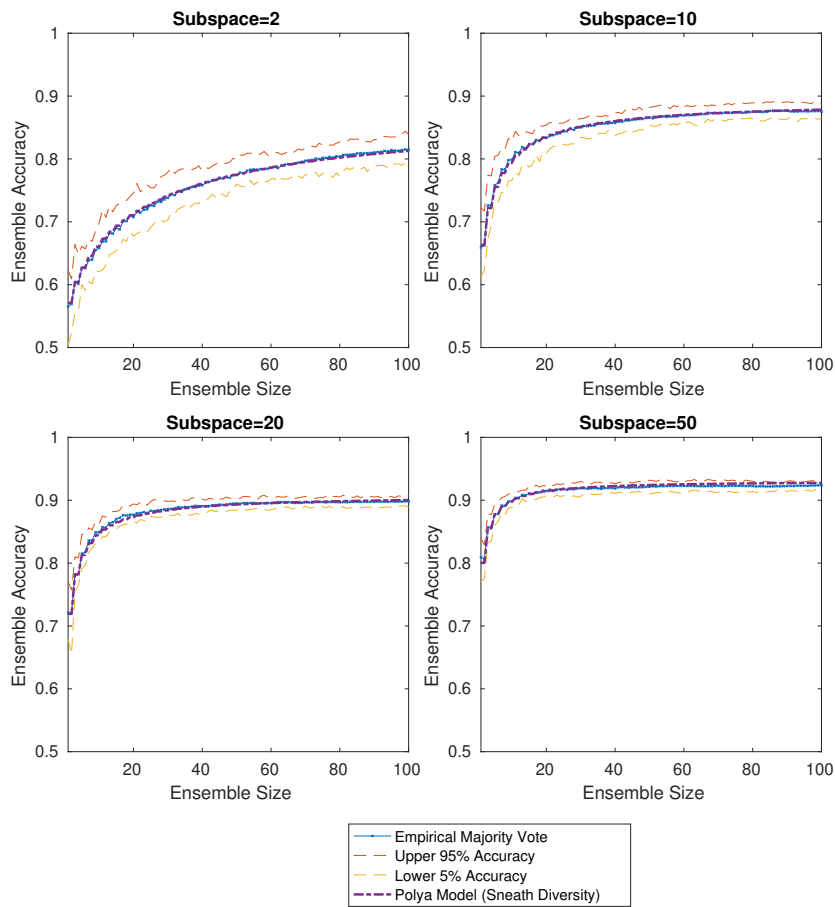 Subspace=2
1
0.9
0.8
0.7
0.6
0.5
Ensemble Accuracy
20 40 60 80 100
Ensemble Size
Subspace=10
1
0.9
0.8
0.7
0.6
0.5
Ensemble Accuracy
20 40 60 80 100
Ensemble Size
Subspace=20
1
0.9
0.8
0.7
0.6
0.5
Ensemble Accuracy
20 40 60 80 100
Ensemble Size
Subspace=50
1
0.9
0.8
0.7
0.6
0.5
Ensemble Accuracy
20 40 60 80 100
Ensemble Size
Empirical Majority Vote
Upper 95% Accuracy
Lower 5% Accuracy
Polya Model (Sneath Diversity)